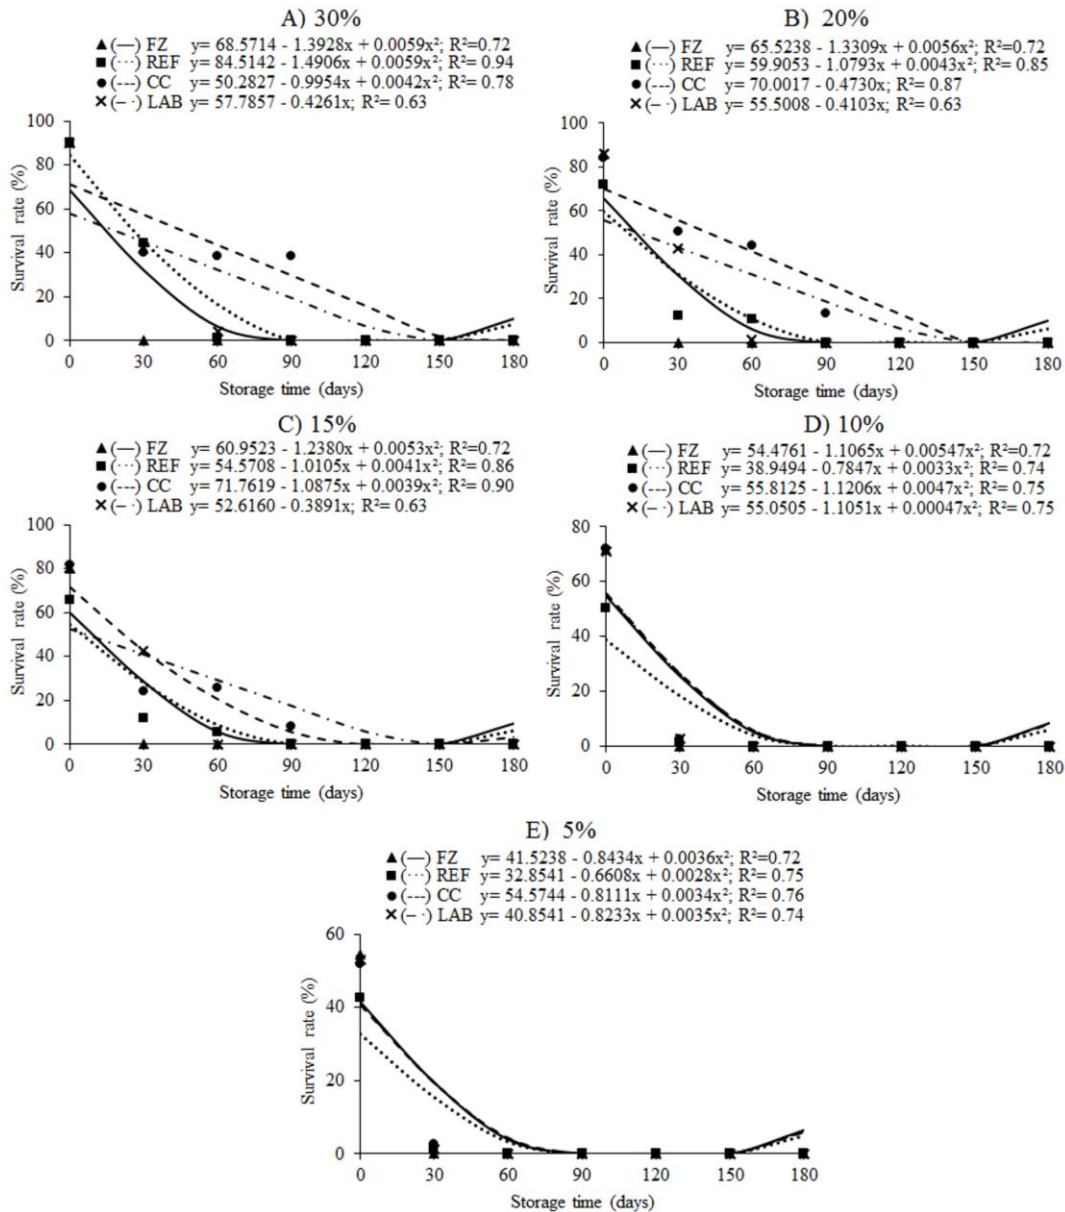 A) 30%
▲(—) FZ y= 68.5714 - 1.3928x + 0.0059x²; R²=0.72
■(···) REF y= 84.5142 - 1.4906x + 0.0059x²; R²= 0.94
●(---) CC y= 50.2827 - 0.9954x + 0.0042x²; R²= 0.78
×(– ·) LAB y= 57.7857 - 0.4261x; R²= 0.63
100
80
60
40
20
0
Survival rate (%)
0 30 60 90 120 150 180
Storage time (days)
B) 20%
▲(—) FZ y= 65.5238 - 1.3309x + 0.0056x²; R²=0.72
■(···) REF y= 59.9053 - 1.0793x + 0.0043x²; R²= 0.85
●(---) CC y= 70.0017 - 0.4730x; R²= 0.87
×(– ·) LAB y= 55.5008 - 0.4103x; R²= 0.63
100
80
60
40
20
0
Survival rate (%)
0 30 60 90 120 150 180
Storage time (days)
C) 15%
▲(—) FZ y= 60.9523 - 1.2380x + 0.0053x²; R²=0.72
■(···) REF y= 54.5708 - 1.0105x + 0.0041x²; R²= 0.86
●(---) CC y= 71.7619 - 1.0875x + 0.0039x²; R²= 0.90
×(– ·) LAB y= 52.6160 - 0.3891x; R²= 0.63
100
80
60
40
20
0
Survival rate (%)
0 30 60 90 120 150 180
Storage time (days)
D) 10%
▲(—) FZ y= 54.4761 - 1.1065x + 0.00547x²; R²=0.72
■(···) REF y= 38.9494 - 0.7847x + 0.0033x²; R²= 0.74
●(---) CC y= 55.8125 - 1.1206x + 0.0047x²; R²= 0.75
×(– ·) LAB y= 55.0505 - 1.1051x + 0.00047x²; R²= 0.75
80
60
40
20
0
Survival rate (%)
0 30 60 90 120 150 180
Storage time (days)
E) 5%
▲(—) FZ y= 41.5238 - 0.8434x + 0.0036x²; R²=0.72
■(···) REF y= 32.8541 - 0.6608x + 0.0028x²; R²= 0.75
●(---) CC y= 54.5744 - 0.8111x + 0.0034x²; R²= 0.76
×(– ·) LAB y= 40.8541 - 0.8233x + 0.0035x²; R²= 0.74
60
40
20
0
Survival rate (%)
0 30 60 90 120 150 180
Storage time (days)